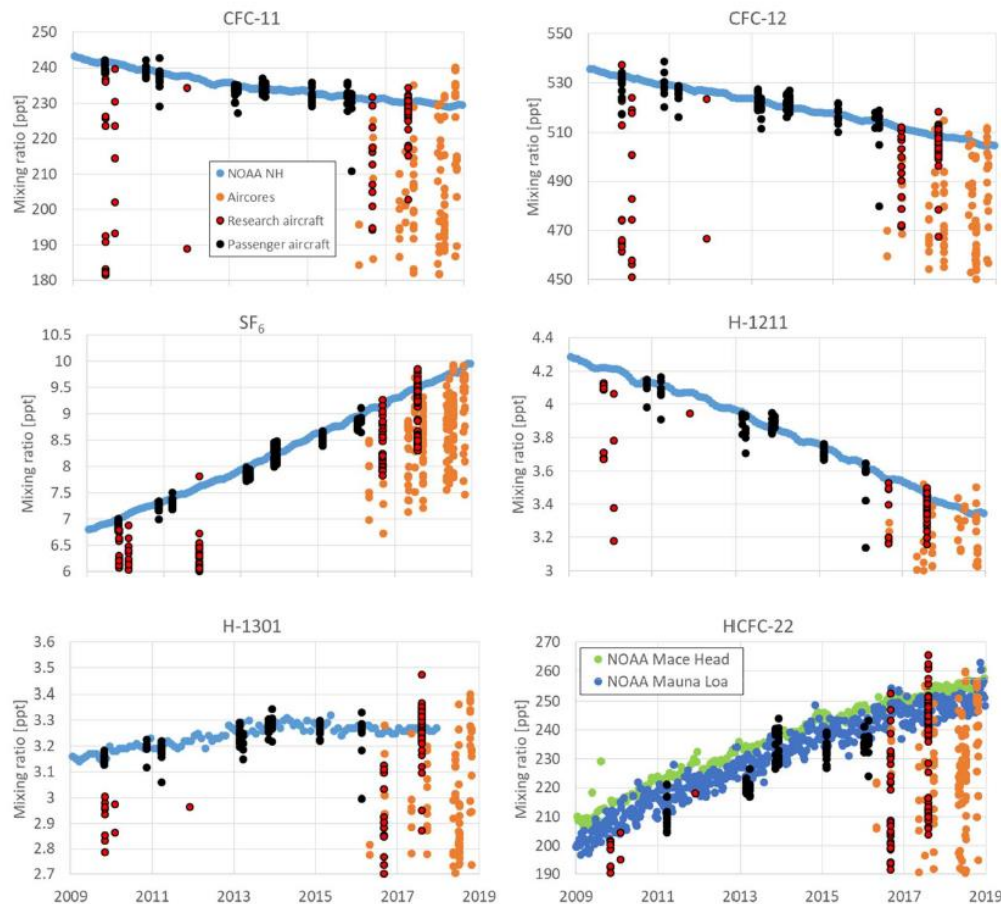 CFC-11
CFC-12
Mixing ratio [ppt]
250
240
230
220
210
200
190
180
NOAA NH
Aircores
Research aircraft
Passenger aircraft
Mixing ratio [ppt]
550
530
510
490
470
450
SF₆
H-1211
Mixing ratio [ppt]
10.5
10
9.5
9
8.5
8
7.5
7
6.5
6
Mixing ratio [ppt]
4.4
4.2
4
3.8
3.6
3.4
3.2
3
H-1301
HCFC-22
Mixing ratio [ppt]
3.6
3.5
3.4
3.3
3.2
3.1
3
2.9
2.8
2.7
2009 2011 2013 2015 2017 2019
Mixing ratio [ppt]
270
260
250
240
230
220
210
200
190
NOAA Mace Head
NOAA Mauna Loa
2009 2011 2013 2015 2017 2019